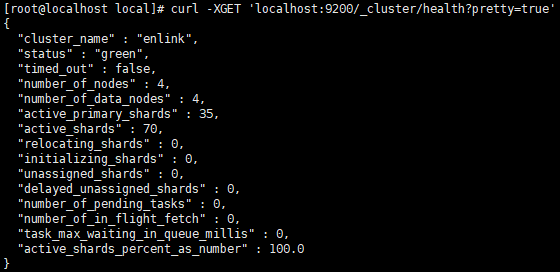 [root@localhost local]# curl -XGET 'localhost:9200/_cluster/health?pretty=true'
{
  "cluster_name" : "enlink",
  "status" : "green",
  "timed_out" : false,
  "number_of_nodes" : 4,
  "number_of_data_nodes" : 4,
  "active_primary_shards" : 35,
  "active_shards" : 70,
  "relocating_shards" : 0,
  "initializing_shards" : 0,
  "unassigned_shards" : 0,
  "delayed_unassigned_shards" : 0,
  "number_of_pending_tasks" : 0,
  "number_of_in_flight_fetch" : 0,
  "task_max_waiting_in_queue_millis" : 0,
  "active_shards_percent_as_number" : 100.0
}